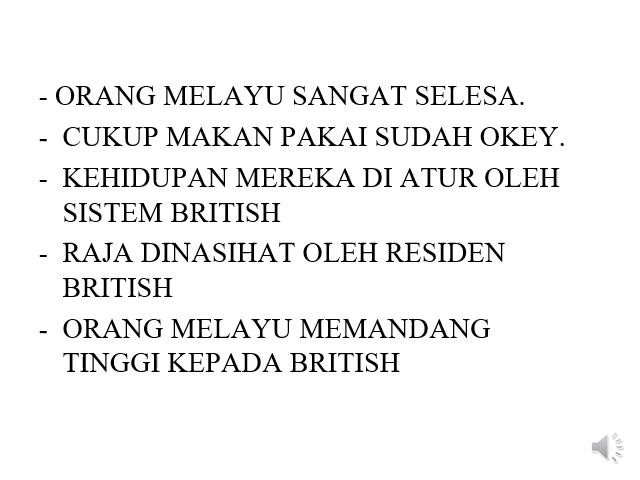 - ORANG MELAYU SANGAT SELESA.
- CUKUP MAKAN PAKAI SUDAH OKEY.
- KEHIDUPAN MEREKA DI ATUR OLEH
SISTEM BRITISH
- RAJA DINASIHAT OLEH RESIDEN
BRITISH
- ORANG MELAYU MEMANDANG
TINGGI KEPADA BRITISH